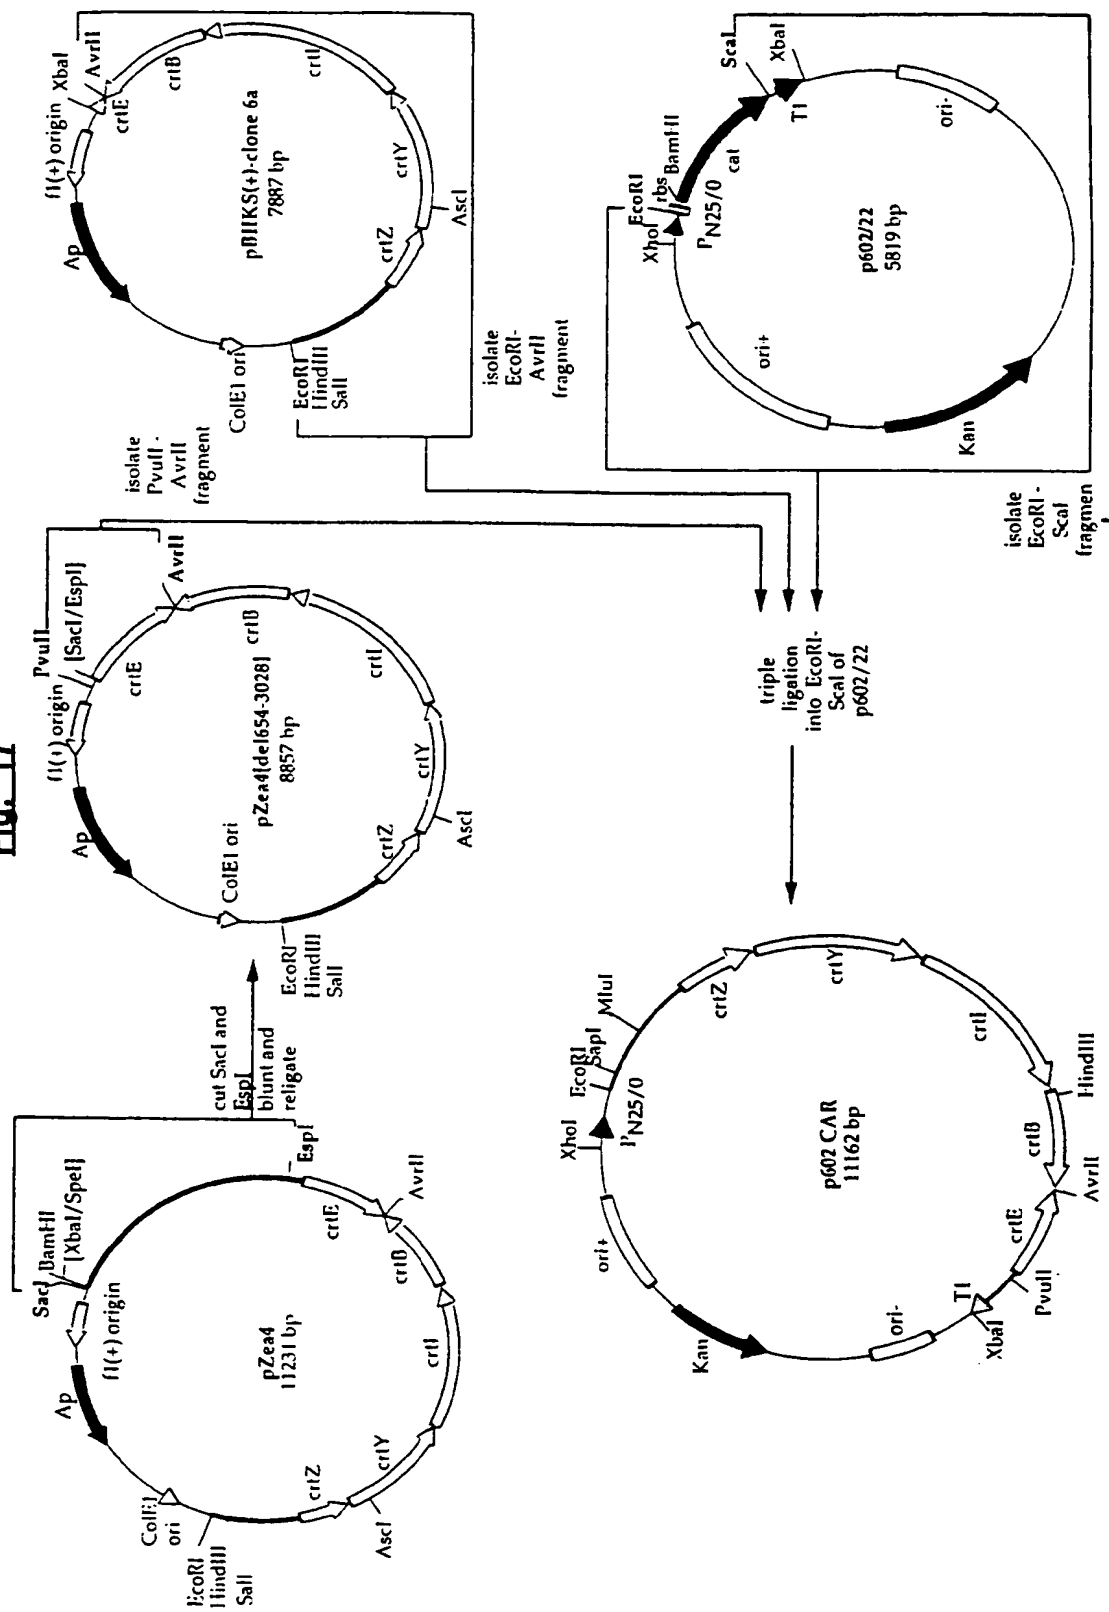 Fig. 17
SacI
BamHI
[XbaI/SpeI]
f1(+) origin
Ap
ColE1
ori
EcoRI
HindIII
SalI
crtZ
AscI
crtY
crtI
crtB
AvrII
crtE
EspI
pZea4
11231 bp
cut SacI and
EspI
blunt and
religate
PvuII
[SacI/EspI]
f1(+) origin
Ap
ColE1 ori
EcoRI
HindIII
SalI
crtZ
AscI
crtY
crtI
crtB
AvrII
crtE
pZea4[del654-3028]
8857 bp
isolate
PvuII -
AvrII
fragment
f1(+) origin
XbaI
AvrII
crtE
crtB
crtI
crtY
AscI
crtZ
EcoRI
HindIII
SalI
ColE1 ori
Ap
pBIIKS(+)-clone 6a
7887 bp
isolate
EcoRI-
AvrII
fragment
EcoRI
XhoI
rbs
BamHI
PN25/0
cat
ScaI
XbaI
T1
ori-
Kan
ori+
p602/22
5819 bp
isolate
EcoRI -
ScaI
fragmen
triple
ligation
into EcoRI-
ScaI of
p602/22
XhoI
EcoRI
SapI
PN25/0
MluI
crtZ
crtY
crtI
HindIII
crtB
AvrII
crtE
PvuII
T1
XbaI
ori-
Kan
ori+
p602 CAR
11162 bp